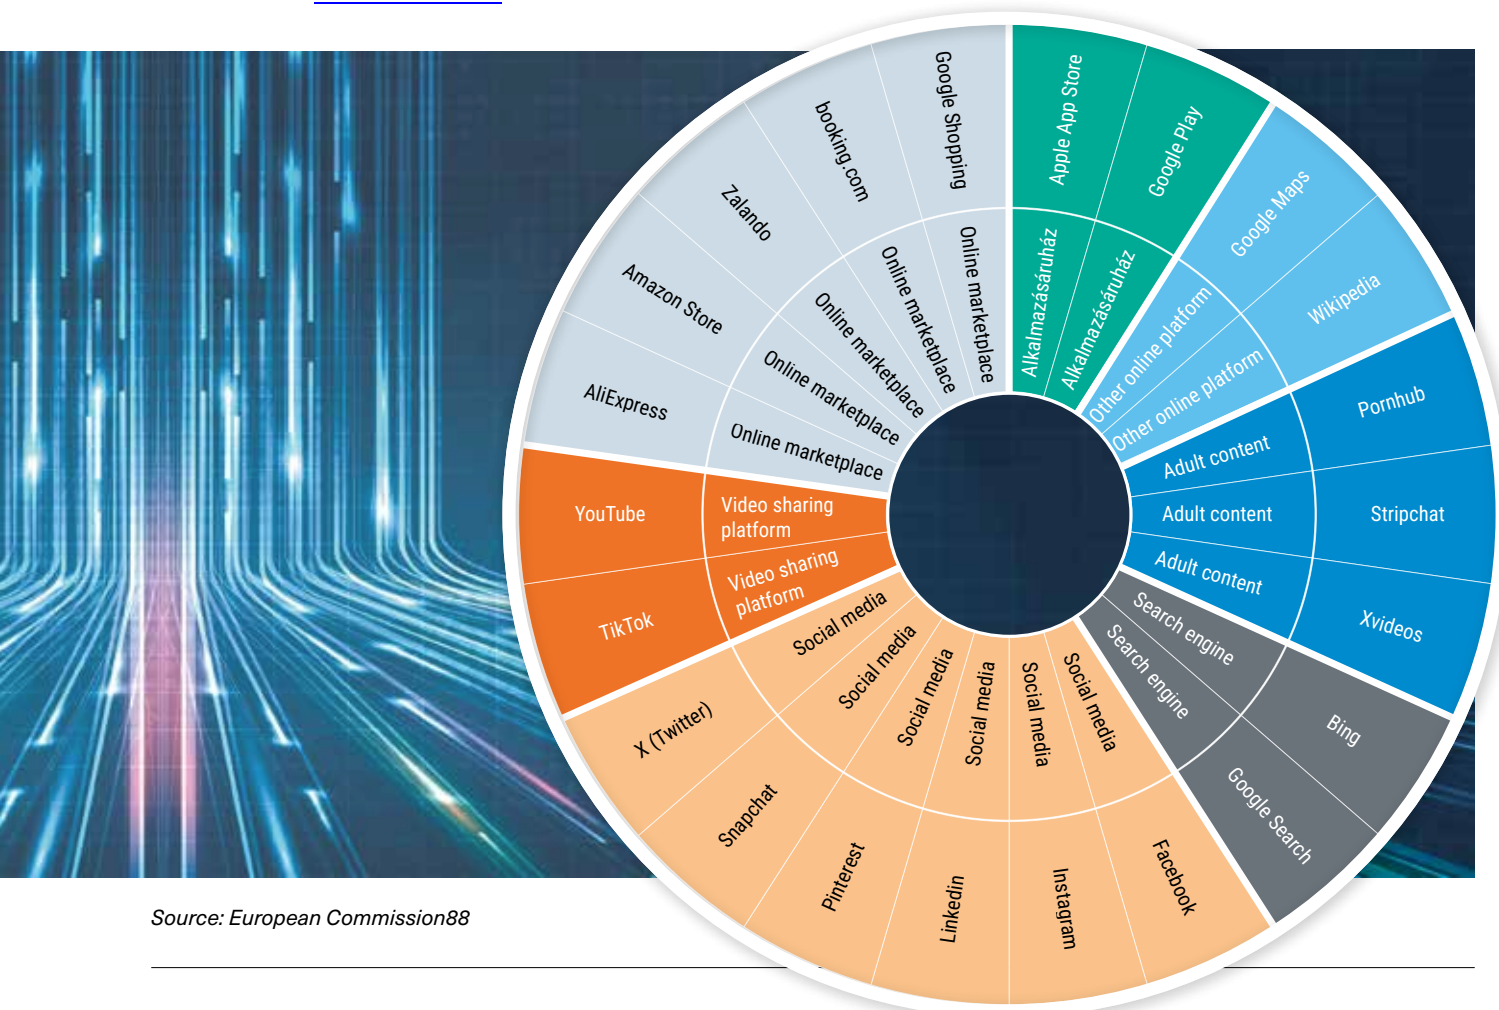 Apple App Store
Alkalmazásáruház
Google Play
Alkalmazásáruház
Google Maps
Other online platform
Wikipedia
Other online platform
Pornhub
Adult content
Stripchat
Adult content
Xvideos
Adult content
Bing
Search engine
Google Search
Search engine
Facebook
Social media
Instagram
Social media
Linkedin
Social media
Pinterest
Social media
Snapchat
Social media
X (Twitter)
Social media
TikTok
Video sharing
platform
YouTube
Video sharing
platform
AliExpress
Online marketplace
Amazon Store
Online marketplace
Zalando
Online marketplace
booking.com
Online marketplace
Google Shopping
Online marketplace
Source: European Commission88